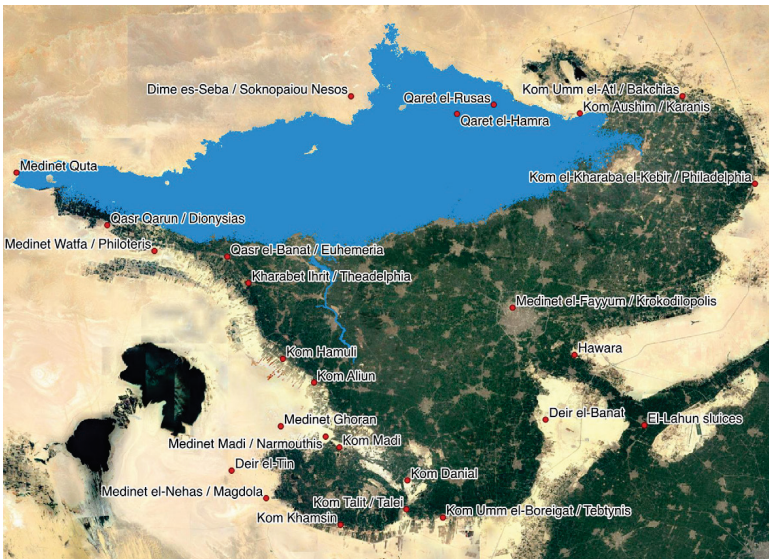 Dime es-Seba / Soknopaiou Nesos
Kom Umm el-Atl / Bakchias
Qaret el-Rusas
Kom Aushim / Karanis
Qaret el-Hamra
Medinet Quta
Kom el-Kharaba el-Kebir / Philadelphia
Qasr Qarun / Dionysias
Medinet Watfa / Philoteris
Qasr el-Banat / Euhemeria
Kharabet Ihrit / Theadelphia
Medinet el-Fayyum / Krokodilopolis
Hawara
Kom Hamuli
Kom Aliun
Deir el-Banat
El-Lahun sluices
Medinet Ghoran
Medinet Madi / Narmouthis
Kom Madi
Deir el-Tin
Kom Danial
Medinet el-Nehas / Magdola
Kom Talit / Talei
Kom Umm el-Boreigat / Tebtynis
Kom Khamsin